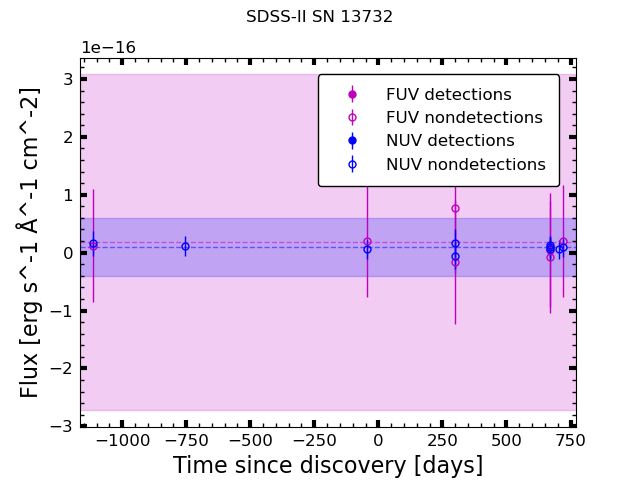 SDSS-II SN 13732
1e−16
FUV detections
FUV nondetections
NUV detections
NUV nondetections
3
2
1
0
−1
−2
−3
Flux [erg s^-1 Å^-1 cm^-2]
−1000 −750 −500 −250 0 250 500 750
Time since discovery [days]